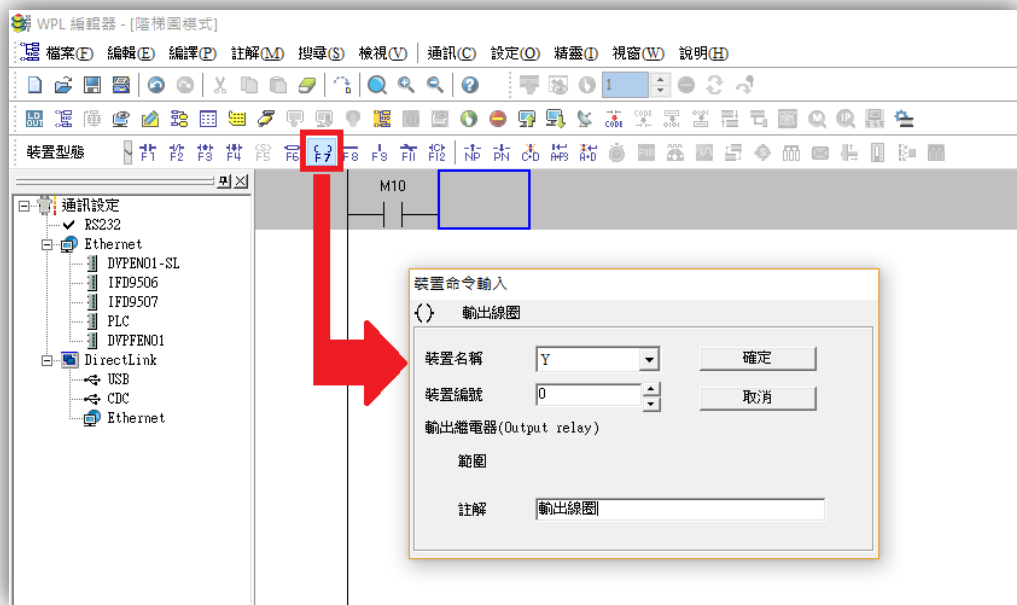 WPL 編輯器 - [階梯圖模式]
檔案(F) 編輯(E) 編譯(P) 註解(M) 搜尋(S) 檢視(V) 通訊(C) 設定(O) 精靈(I) 視窗(W) 說明(H)
1
裝置型態 F1 F2 F3 F4 F5 F6 F7 F8 F9 F11 F12 NP PN
通訊設定
RS232
Ethernet
DVPEN01-SL
IFD9506
IFD9507
PLC
DVPFEN01
DirectLink
USB
CDC
Ethernet
M10
裝置命令輸入
輸出線圈
裝置名稱 Y 確定
裝置編號 0 取消
輸出繼電器(Output relay)
範圍
註解 輸出線圈